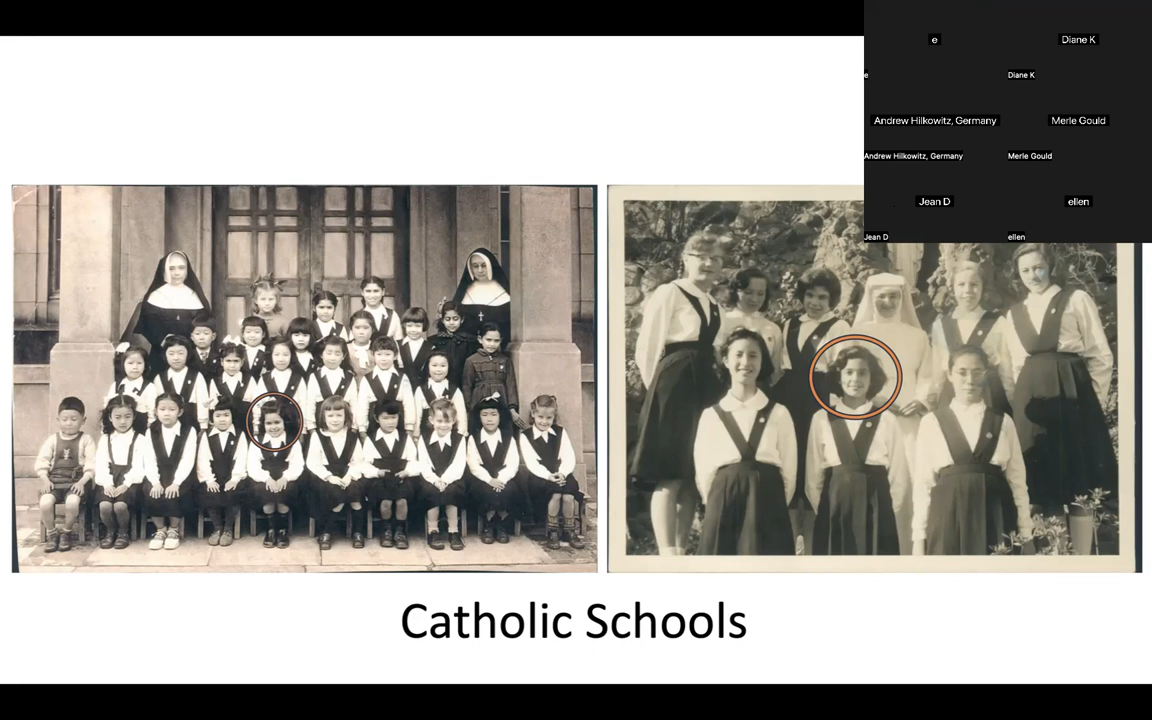 e
Diane K
e
Diane K
Andrew Hilkowitz, Germany
Merle Gould
Andrew Hilkowitz, Germany
Merle Gould
Jean D
ellen
Jean D
ellen
Catholic Schools